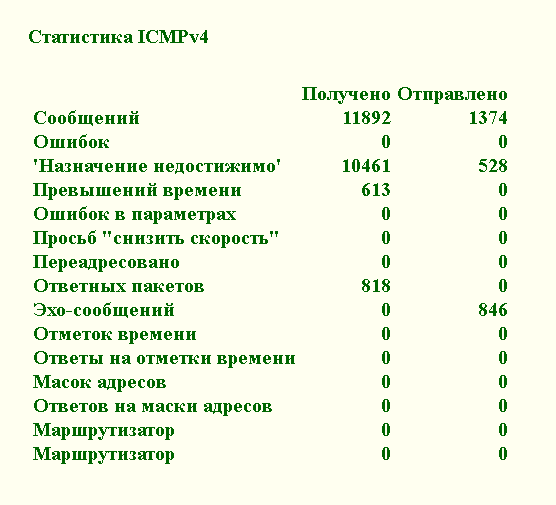 Статистика ICMPv4
Получено Отправлено
Сообщений 11892 1374
Ошибок 0 0
'Назначение недостижимо' 10461 528
Превышений времени 613 0
Ошибок в параметрах 0 0
Просьб "снизить скорость" 0 0
Переадресовано 0 0
Ответных пакетов 818 0
Эхо-сообщений 0 846
Отметок времени 0 0
Ответы на отметки времени 0 0
Масок адресов 0 0
Ответов на маски адресов 0 0
Маршрутизатор 0 0
Маршрутизатор 0 0